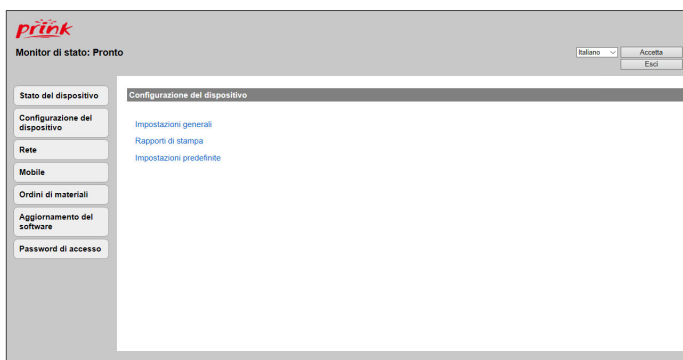 prink
Monitor di stato: Pronto
Italiano
Accetta
Esci
Stato del dispositivo
Configurazione del
dispositivo
Rete
Mobile
Ordini di materiali
Aggiornamento del
software
Password di accesso
Configurazione del dispositivo
Impostazioni generali
Rapporti di stampa
Impostazioni predefinite